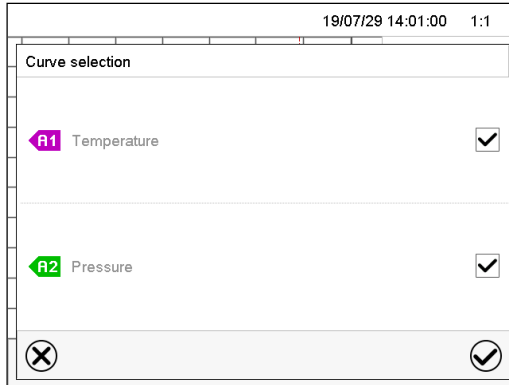 19/07/29 14:01:00 1:1
Curve selection
A1 Temperature
A2 Pressure